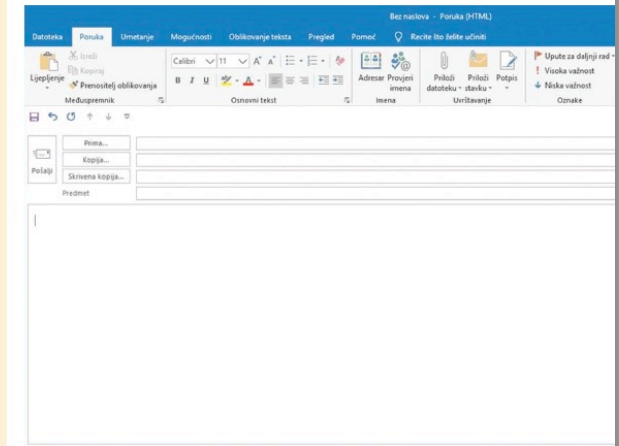 Bez naslova - Poruka (HTML)
Datoteka Poruka Umetanje Mogućnosti Oblikovanje teksta Pregled Pomoć Recite što želite učiniti
Lijepljenje
Izreži
Kopiraj
Prenositelj oblikovanja
Međuspremnik
Calibri 11
B I U
Osnovni tekst
Adresar Provjeri imena
Imena
Priloži datoteku Priloži stavku Potpis
Uvrštavanje
Upute za daljnji rad
Visoka važnost
Niska važnost
Oznake
Pošalji
Prima...
Kopija...
Skrivena kopija...
Predmet